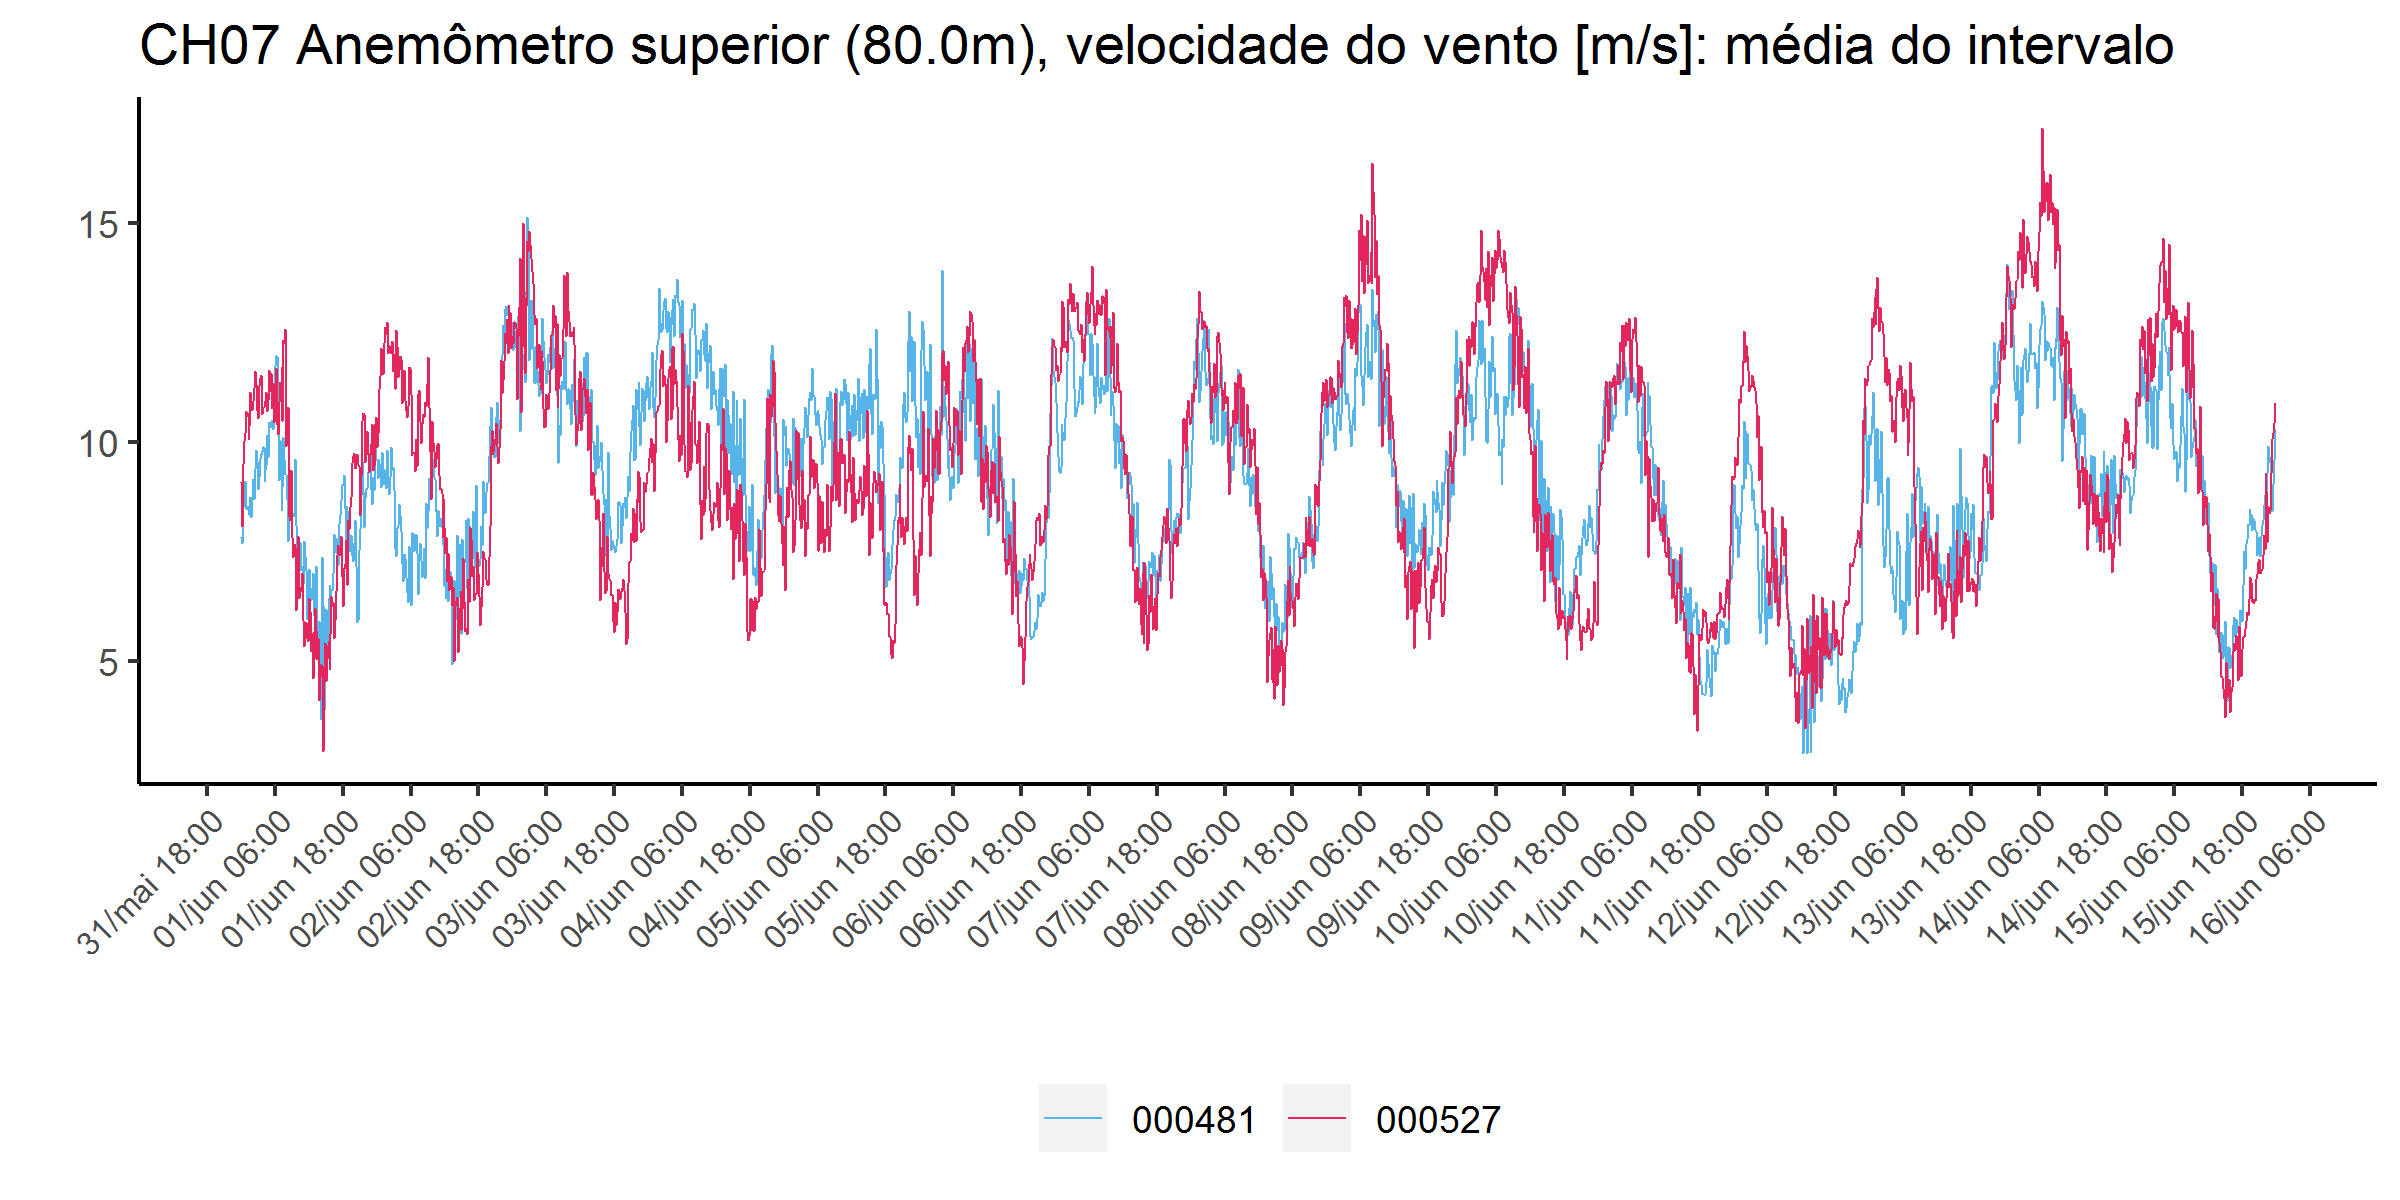 CH07 Anemômetro superior (80.0m), velocidade do vento [m/s]: média do intervalo
15
10
5
31/mai 18:00
01/jun 06:00
01/jun 18:00
02/jun 06:00
02/jun 18:00
03/jun 06:00
03/jun 18:00
04/jun 06:00
04/jun 18:00
05/jun 06:00
05/jun 18:00
06/jun 06:00
06/jun 18:00
07/jun 06:00
07/jun 18:00
08/jun 06:00
08/jun 18:00
09/jun 06:00
09/jun 18:00
10/jun 06:00
10/jun 18:00
11/jun 06:00
11/jun 18:00
12/jun 06:00
12/jun 18:00
13/jun 06:00
13/jun 18:00
14/jun 06:00
14/jun 18:00
15/jun 06:00
15/jun 18:00
16/jun 06:00
000481
000527